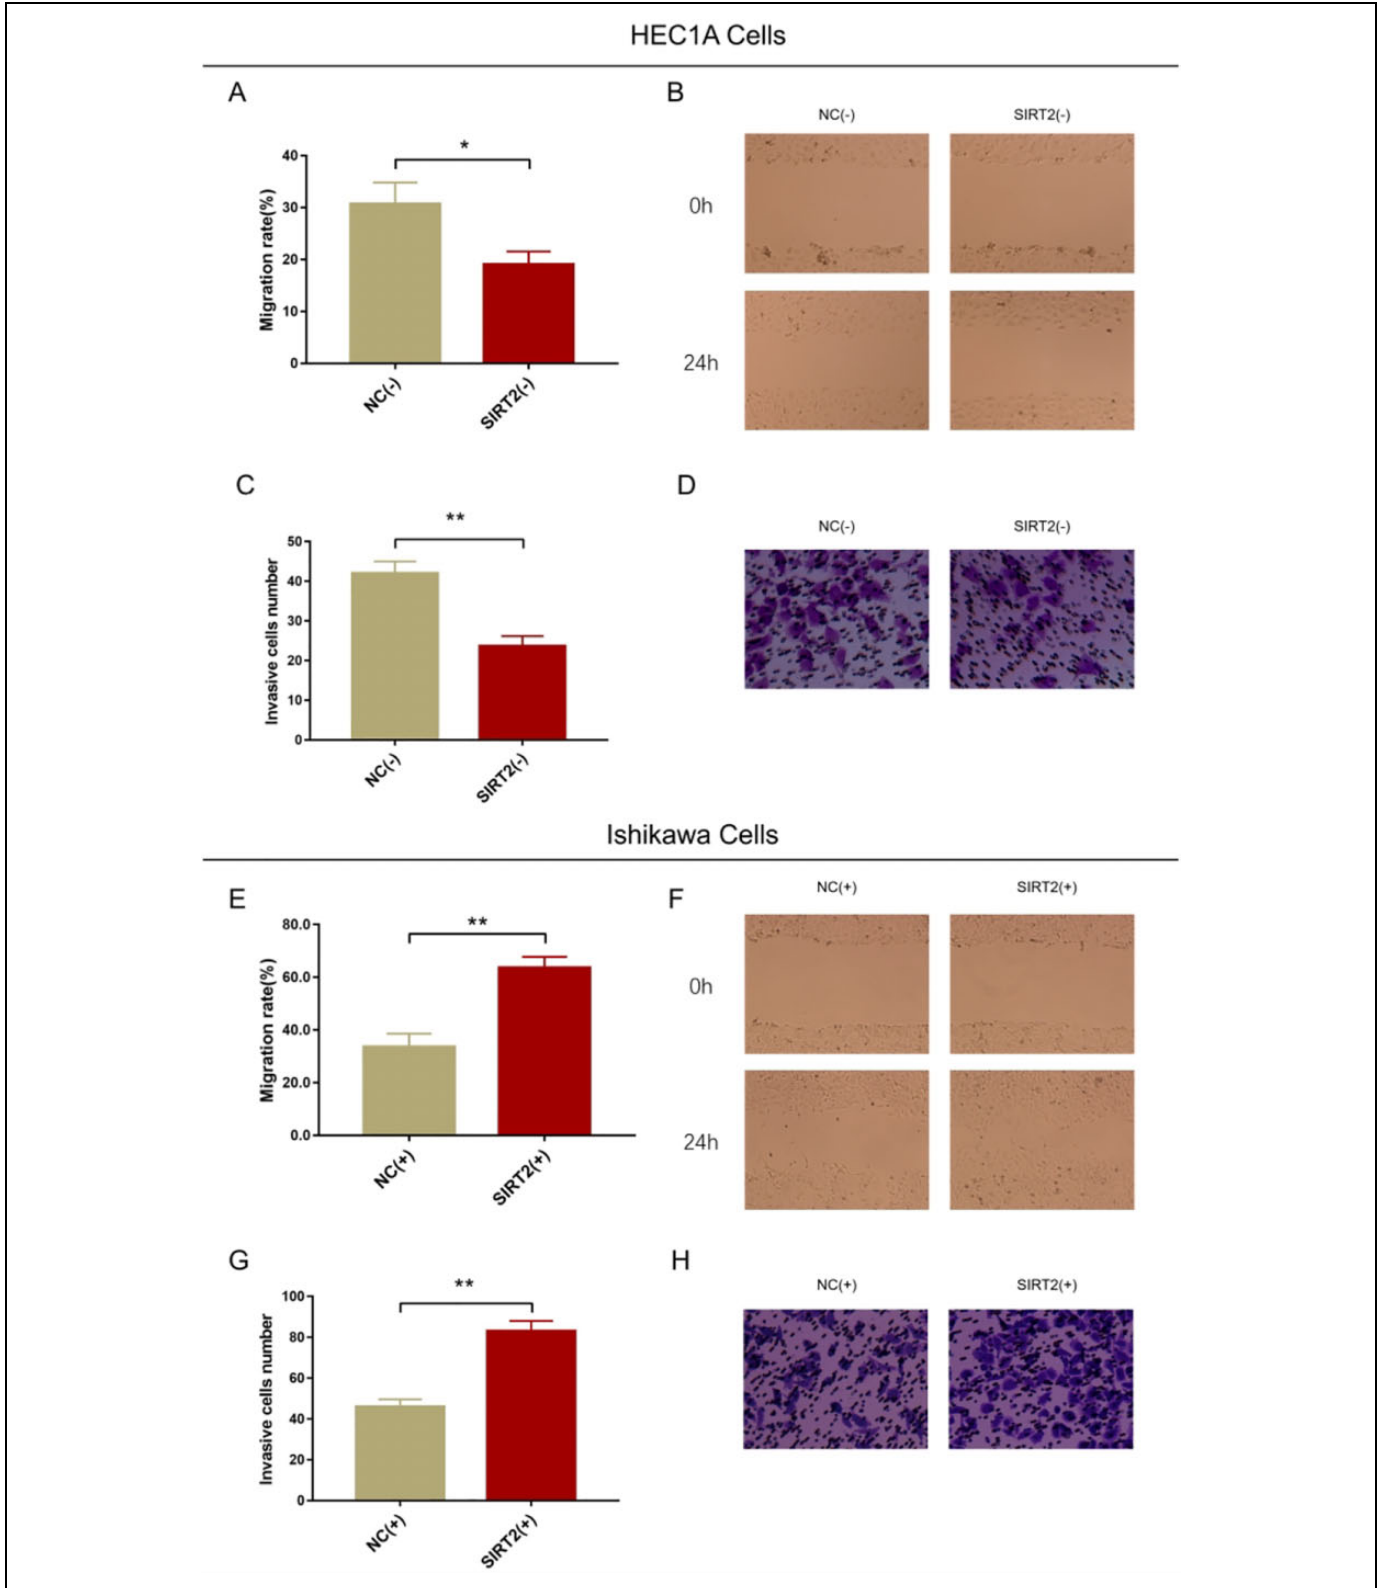 HEC1A Cells
A
*
40
30
20
10
0
Migration rate(%)
NC(-)
SIRT2(-)
B
NC(-)
SIRT2(-)
0h
24h
C
**
50
40
30
20
10
0
Invasive cells number
NC(-)
SIRT2(-)
D
NC(-)
SIRT2(-)
Ishikawa Cells
E
**
80.0
60.0
40.0
20.0
0.0
Migration rate(%)
NC(+)
SIRT2(+)
F
NC(+)
SIRT2(+)
0h
24h
G
**
100
80
60
40
20
0
Invasive cells number
NC(+)
SIRT2(+)
H
NC(+)
SIRT2(+)